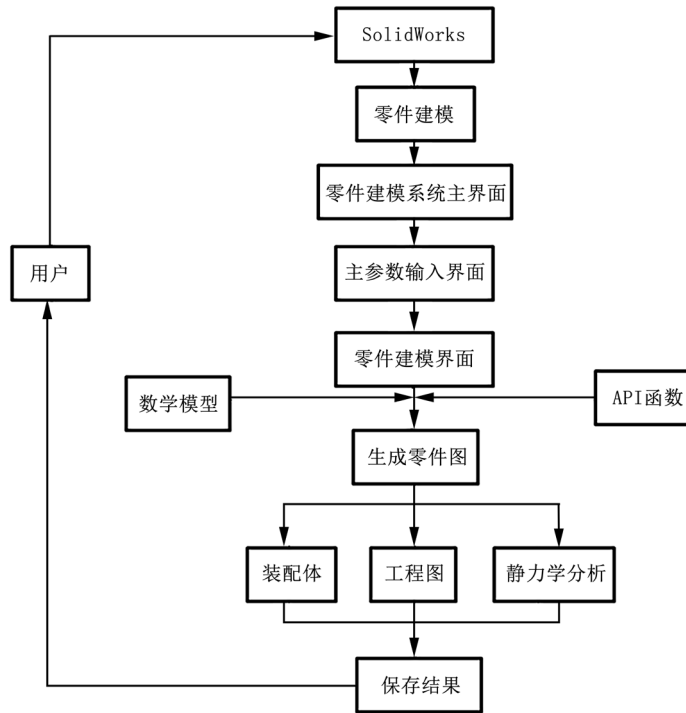 SolidWorks
零件建模
零件建模系统主界面
用户
主参数输入界面
零件建模界面
数学模型
API函数
生成零件图
装配体
工程图
静力学分析
保存结果